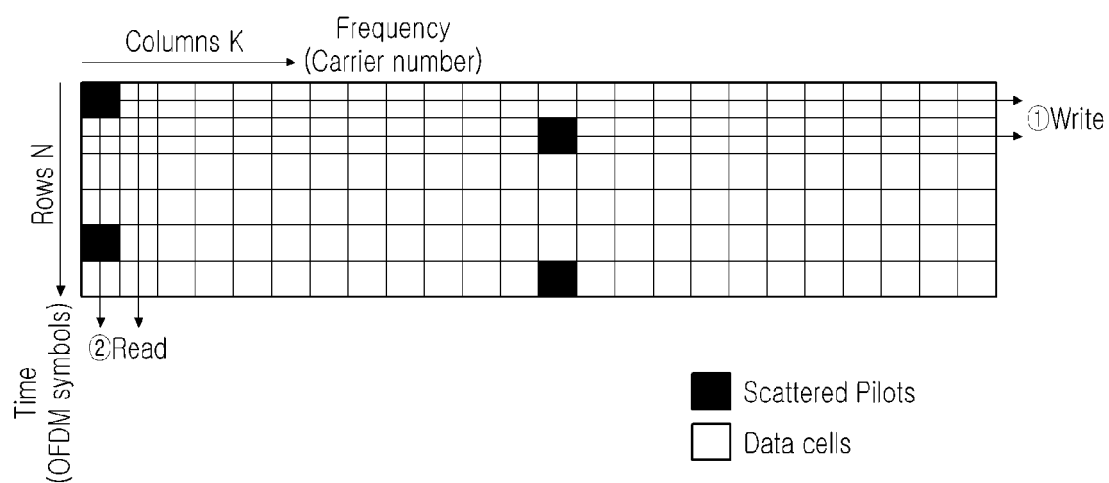 Columns K
Frequency
(Carrier number)
①Write
Rows N
Time
(OFDM symbols)
②Read
Scattered Pilots
Data cells